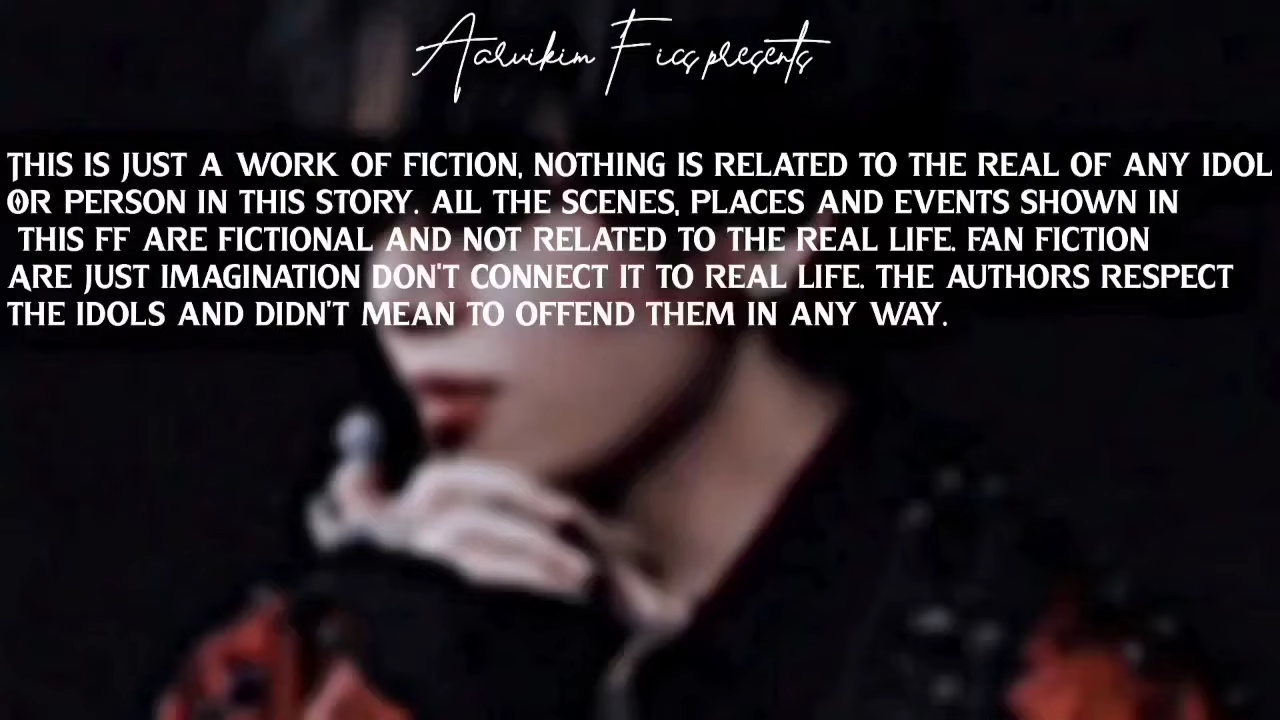 Aarvikim Fics presents
THIS IS JUST A WORK OF FICTION, NOTHING IS RELATED TO THE REAL OF ANY IDOL
OR PERSON IN THIS STORY. ALL THE SCENES, PLACES AND EVENTS SHOWN IN
THIS FF ARE FICTIONAL AND NOT RELATED TO THE REAL LIFE. FAN FICTION
ARE JUST IMAGINATION DON'T CONNECT IT TO REAL LIFE. THE AUTHORS RESPECT
THE IDOLS AND DIDN'T MEAN TO OFFEND THEM IN ANY WAY.